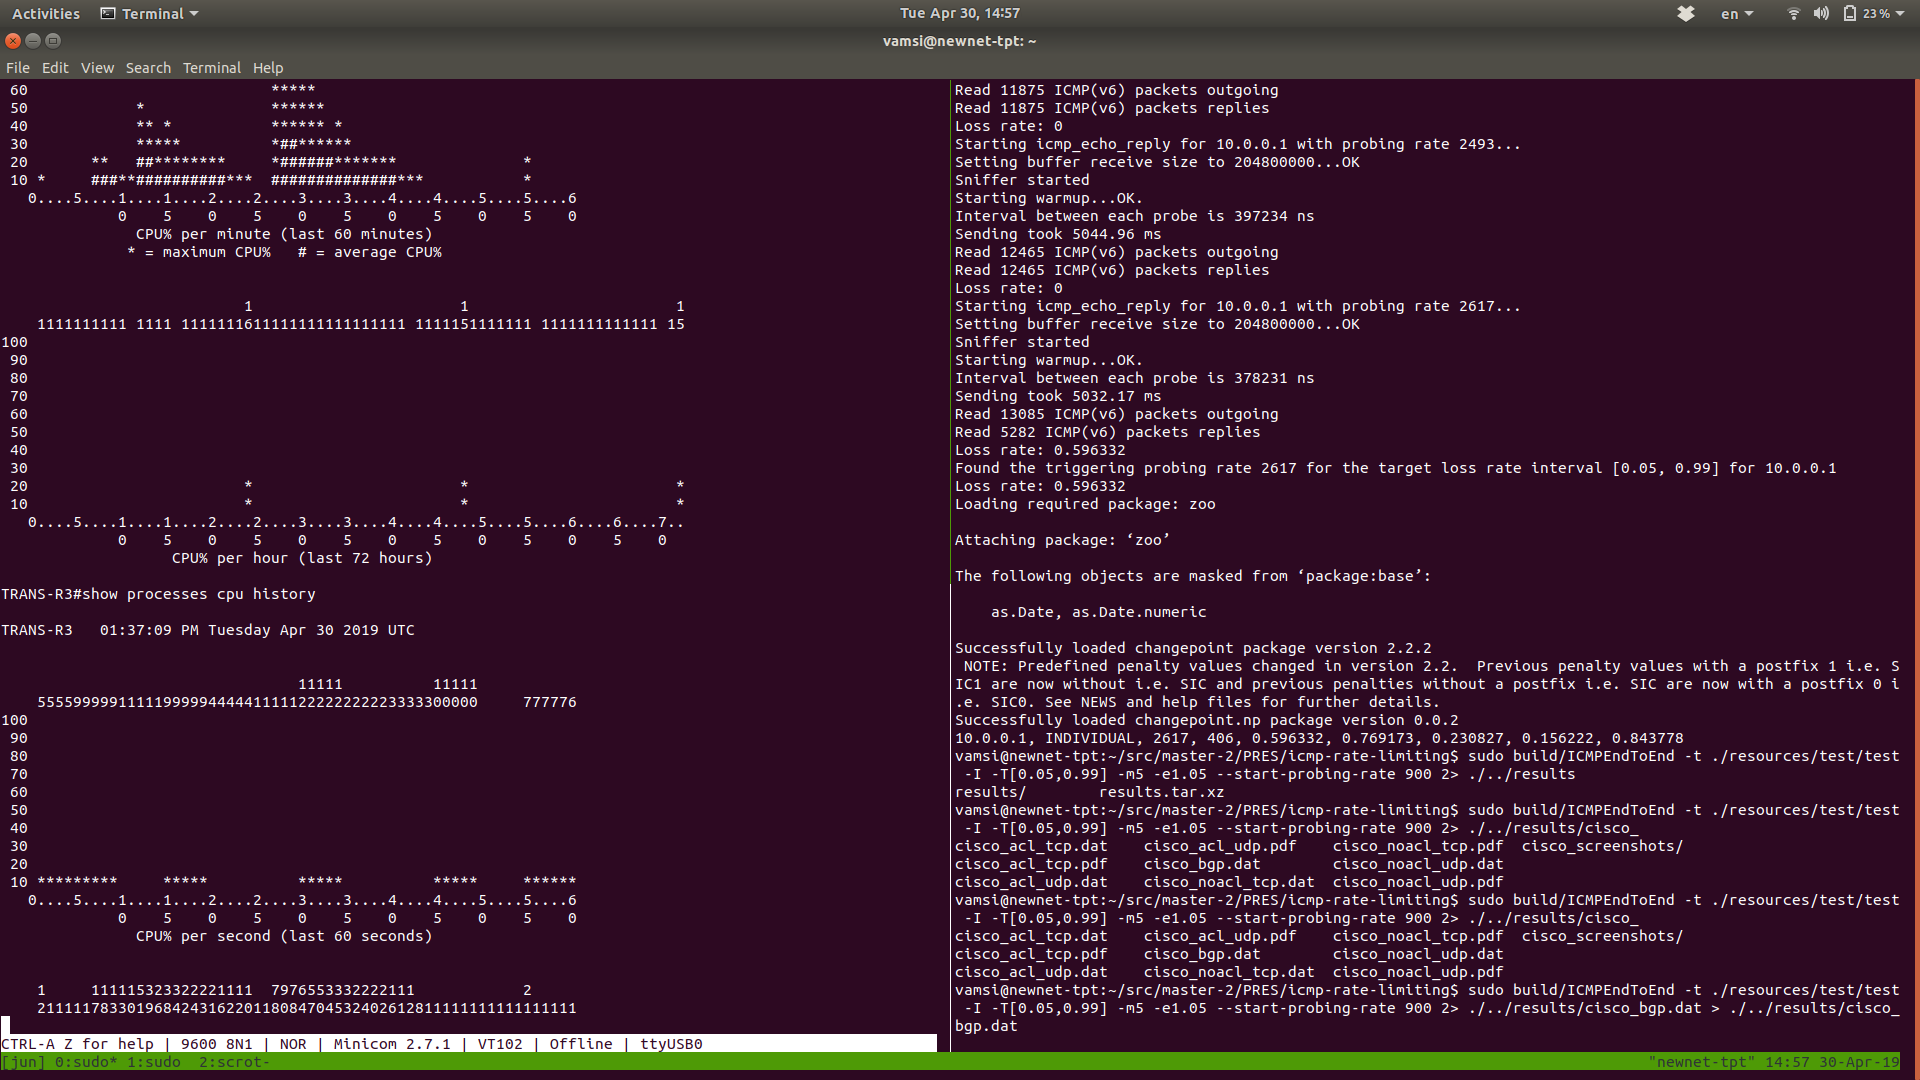 Activities Terminal Tue Apr 30, 14:57 en 23 %
vamsi@newnet-tpt: ~
File Edit View Search Terminal Help
 60                           *****
 50            *              ******
 40            ** *           ****** *
 30            *****          *##******
 20       **   ##********     *######*******              *
 10 *     ###**##########***  ##############***           *
   0....5....1....1....2....2....3....3....4....4....5....5....6
             0    5    0    5    0    5    0    5    0    5    0
               CPU% per minute (last 60 minutes)
              * = maximum CPU%   # = average CPU%
                           1                       1                       1
    1111111111 1111 1111111611111111111111111 1111151111111 1111111111111 15
100
 90
 80
 70
 60
 50
 40
 30
 20                        *                       *                       *
 10                        *                       *                       *
   0....5....1....1....2....2....3....3....4....4....5....5....6....6....7..
             0    5    0    5    0    5    0    5    0    5    0    5    0
                   CPU% per hour (last 72 hours)
TRANS-R3#show processes cpu history
TRANS-R3   01:37:09 PM Tuesday Apr 30 2019 UTC
                                 11111          11111
    5555999991111199999444441111122222222223333300000     777776
100
 90
 80
 70
 60
 50
 40
 30
 20
 10 *********     *****          *****          *****     ******
   0....5....1....1....2....2....3....3....4....4....5....5....6
             0    5    0    5    0    5    0    5    0    5    0
               CPU% per second (last 60 seconds)
    1     111115323322221111  7976553332222111            2
    211111783301968424316220118084704532402612811111111111111111
CTRL-A Z for help | 9600 8N1 | NOR | Minicom 2.7.1 | VT102 | Offline | ttyUSB0
Read 11875 ICMP(v6) packets outgoing
Read 11875 ICMP(v6) packets replies
Loss rate: 0
Starting icmp_echo_reply for 10.0.0.1 with probing rate 2493...
Setting buffer receive size to 204800000...OK
Sniffer started
Starting warmup...OK.
Interval between each probe is 397234 ns
Sending took 5044.96 ms
Read 12465 ICMP(v6) packets outgoing
Read 12465 ICMP(v6) packets replies
Loss rate: 0
Starting icmp_echo_reply for 10.0.0.1 with probing rate 2617...
Setting buffer receive size to 204800000...OK
Sniffer started
Starting warmup...OK.
Interval between each probe is 378231 ns
Sending took 5032.17 ms
Read 13085 ICMP(v6) packets outgoing
Read 5282 ICMP(v6) packets replies
Loss rate: 0.596332
Found the triggering probing rate 2617 for the target loss rate interval [0.05, 0.99] for 10.0.0.1
Loss rate: 0.596332
Loading required package: zoo
Attaching package: ‘zoo’
The following objects are masked from ‘package:base’:
    as.Date, as.Date.numeric
Successfully loaded changepoint package version 2.2.2
 NOTE: Predefined penalty values changed in version 2.2.  Previous penalty values with a postfix 1 i.e. S
IC1 are now without i.e. SIC and previous penalties without a postfix i.e. SIC are now with a postfix 0 i
.e. SIC0. See NEWS and help files for further details.
Successfully loaded changepoint.np package version 0.0.2
10.0.0.1, INDIVIDUAL, 2617, 406, 0.596332, 0.769173, 0.230827, 0.156222, 0.843778
vamsi@newnet-tpt:~/src/master-2/PRES/icmp-rate-limiting$ sudo build/ICMPEndToEnd -t ./resources/test/test
 -I -T[0.05,0.99] -m5 -e1.05 --start-probing-rate 900 2> ./../results
results/        results.tar.xz
vamsi@newnet-tpt:~/src/master-2/PRES/icmp-rate-limiting$ sudo build/ICMPEndToEnd -t ./resources/test/test
 -I -T[0.05,0.99] -m5 -e1.05 --start-probing-rate 900 2> ./../results/cisco_
cisco_acl_tcp.dat    cisco_acl_udp.pdf    cisco_noacl_tcp.pdf  cisco_screenshots/
cisco_acl_tcp.pdf    cisco_bgp.dat        cisco_noacl_udp.dat
cisco_acl_udp.dat    cisco_noacl_tcp.dat  cisco_noacl_udp.pdf
vamsi@newnet-tpt:~/src/master-2/PRES/icmp-rate-limiting$ sudo build/ICMPEndToEnd -t ./resources/test/test
 -I -T[0.05,0.99] -m5 -e1.05 --start-probing-rate 900 2> ./../results/cisco_
cisco_acl_tcp.dat    cisco_acl_udp.pdf    cisco_noacl_tcp.pdf  cisco_screenshots/
cisco_acl_tcp.pdf    cisco_bgp.dat        cisco_noacl_udp.dat
cisco_acl_udp.dat    cisco_noacl_tcp.dat  cisco_noacl_udp.pdf
vamsi@newnet-tpt:~/src/master-2/PRES/icmp-rate-limiting$ sudo build/ICMPEndToEnd -t ./resources/test/test
 -I -T[0.05,0.99] -m5 -e1.05 --start-probing-rate 900 2> ./../results/cisco_bgp.dat > ./../results/cisco_
bgp.dat
[jun] 0:sudo* 1:sudo  2:scrot- "newnet-tpt" 14:57 30-Apr-19